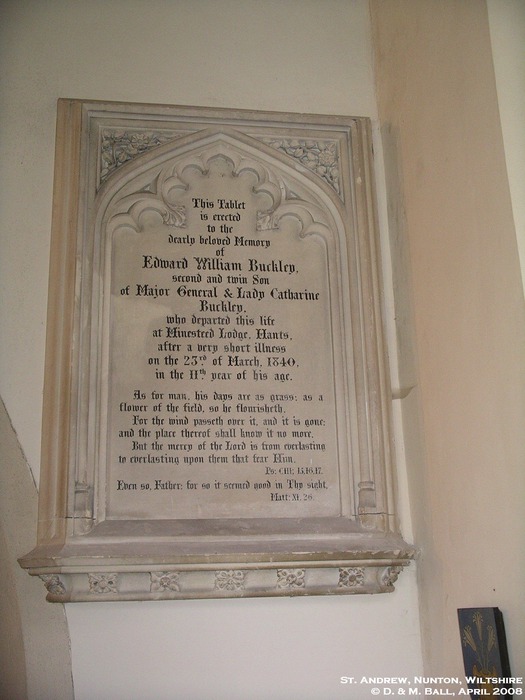 This Tablet
is erected
to the
dearly beloved Memory
of
Edward William Buckley,
second and twin Son
of Major General & Lady Catharine
Buckley,
who departed this life
at Minesteed Lodge, Hants,
after a very short illness
on the 23rd of March, 1840,
in the 11th year of his age.
As for man, his days are as grass; as a
flower of the field, so he flourisheth.
For the wind passeth over it, and it is gone;
and the place thereof shall know it no more.
But the mercy of the Lord is from everlasting
to everlasting upon them that fear Him.
Ps: CIII: 15,16,17.
Even so, Father; for so it seemed good in Thy sight.
Matt: XI. 26.
St. Andrew, Nunton, Wiltshire
© D. & M. Ball, April 2008